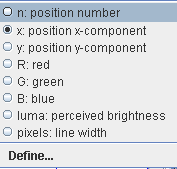 n: position number
x: position x-component
y: position y-component
R: red
G: green
B: blue
luma: perceived brightness
pixels: line width
Define...